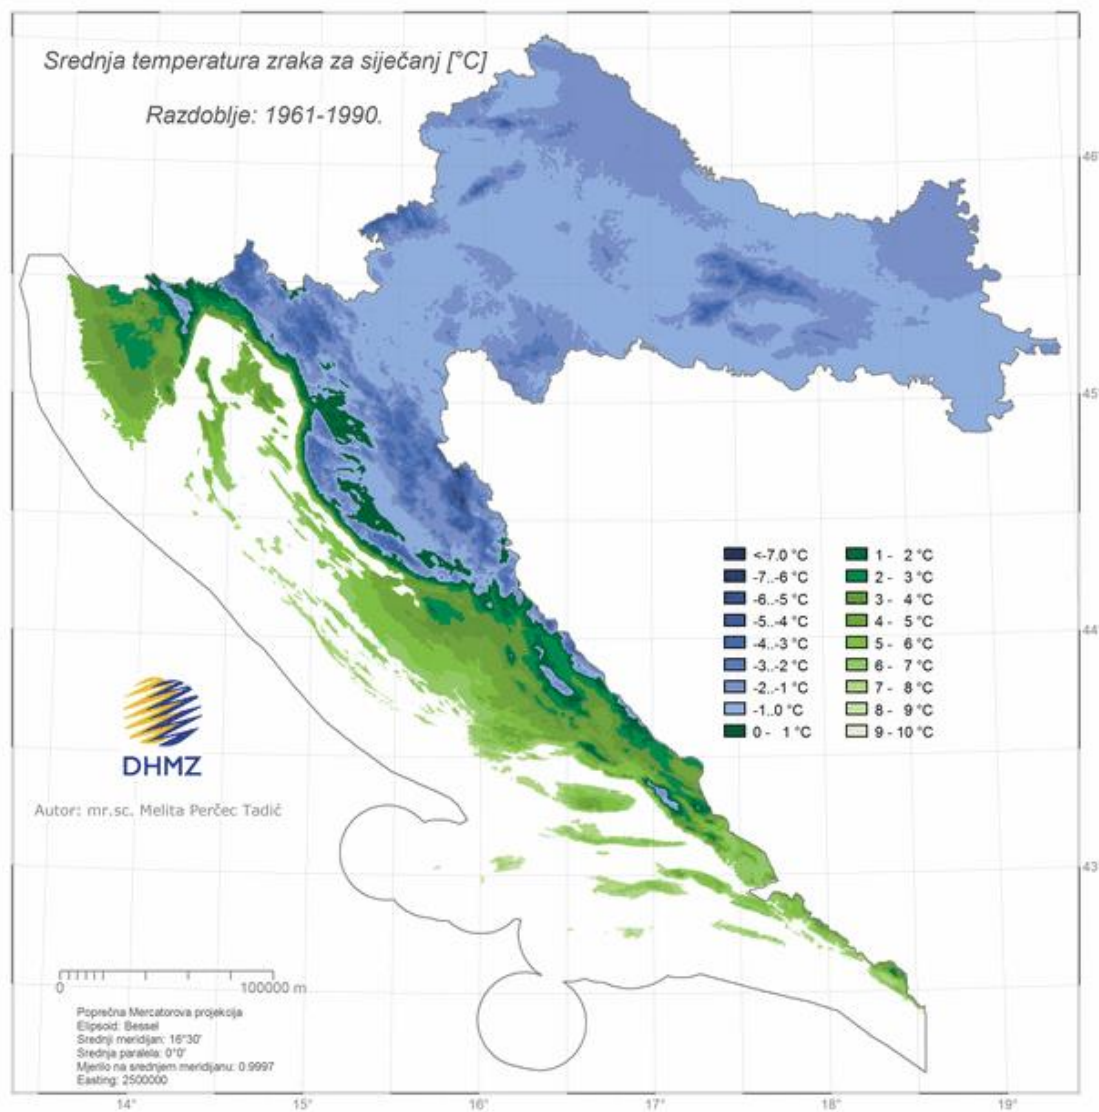 Srednja temperatura zraka za siječanj [°C]
Razdoblje: 1961-1990.
46
45
44
43
<-7.0 °C
-7..-6 °C
-6..-5 °C
-5..-4 °C
-4..-3 °C
-3..-2 °C
-2..-1 °C
-1..0 °C
0 - 1 °C
1 - 2 °C
2 - 3 °C
3 - 4 °C
4 - 5 °C
5 - 6 °C
6 - 7 °C
7 - 8 °C
8 - 9 °C
9 - 10 °C
DHMZ
Autor: mr.sc. Melita Perčec Tadić
0 100000 m
Poprečna Mercatorova projekcija
Elipsoid: Bessel
Srednji meridijan: 16°30'
Srednja paralela: 0°0'
Mjerilo na srednjem meridijanu: 0.9997
Easting: 2500000
14° 15° 16° 17° 18° 19°